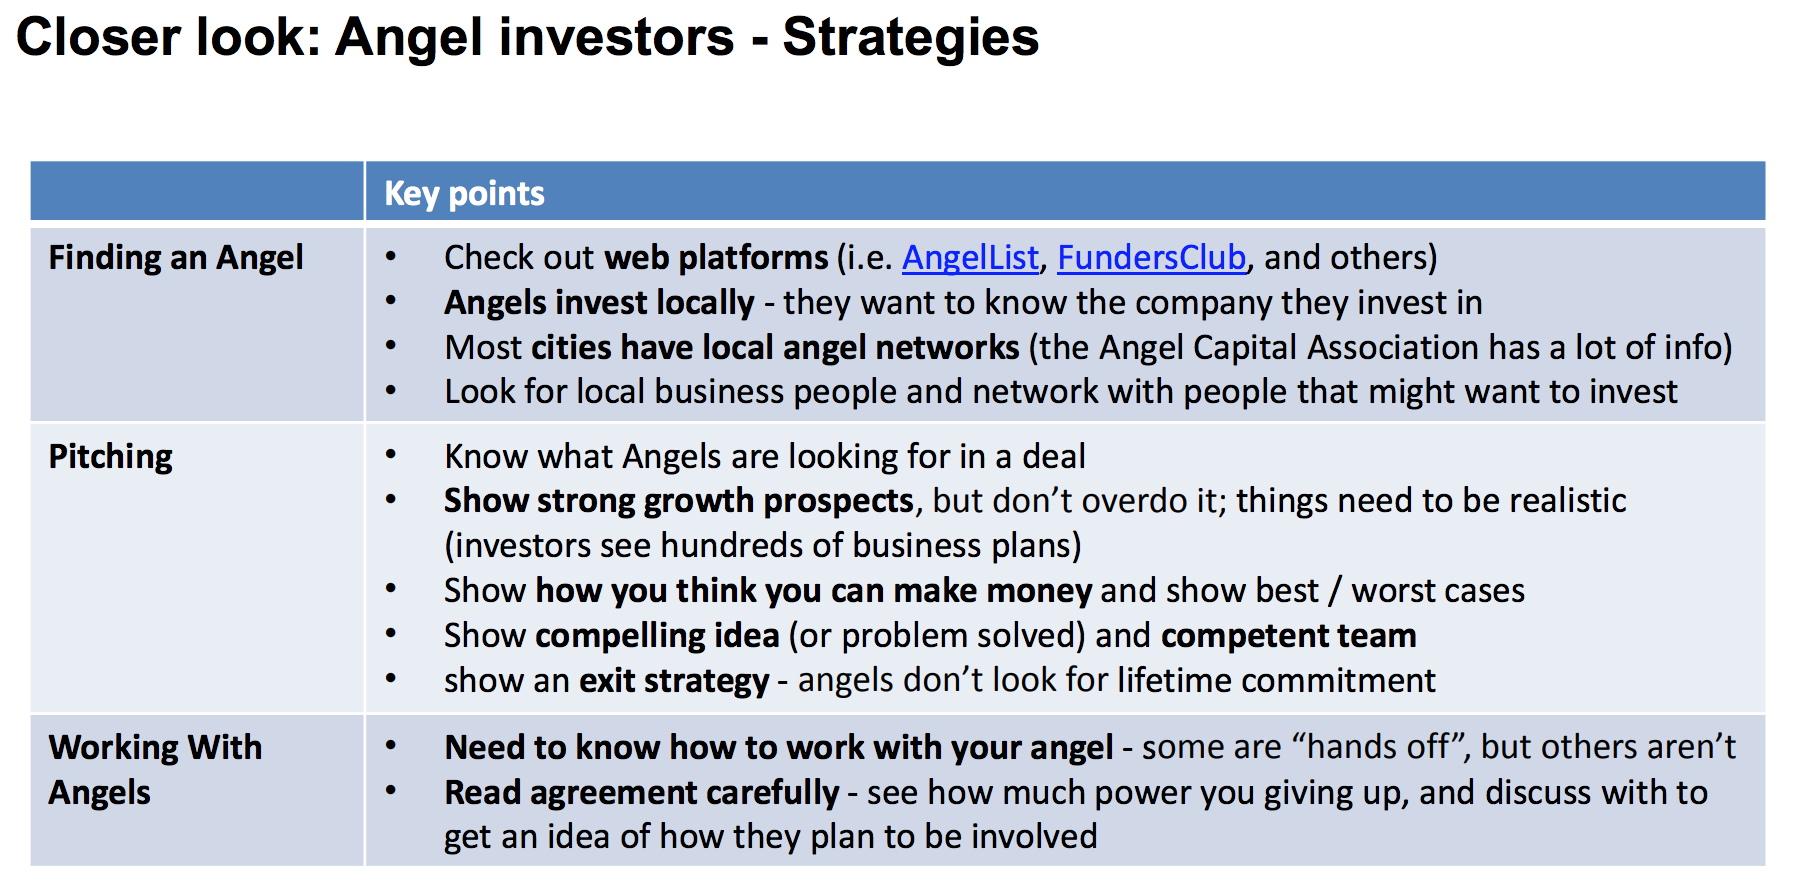 Closer look: Angel investors - Strategies
Key points
Finding an Angel
• Check out web platforms (i.e. AngelList, FundersClub, and others)
• Angels invest locally - they want to know the company they invest in
• Most cities have local angel networks (the Angel Capital Association has a lot of info)
• Look for local business people and network with people that might want to invest
Pitching
• Know what Angels are looking for in a deal
• Show strong growth prospects, but don’t overdo it; things need to be realistic
(investors see hundreds of business plans)
• Show how you think you can make money and show best / worst cases
• Show compelling idea (or problem solved) and competent team
• show an exit strategy - angels don’t look for lifetime commitment
Working With
Angels
• Need to know how to work with your angel - some are “hands off”, but others aren’t
• Read agreement carefully - see how much power you giving up, and discuss with to
get an idea of how they plan to be involved